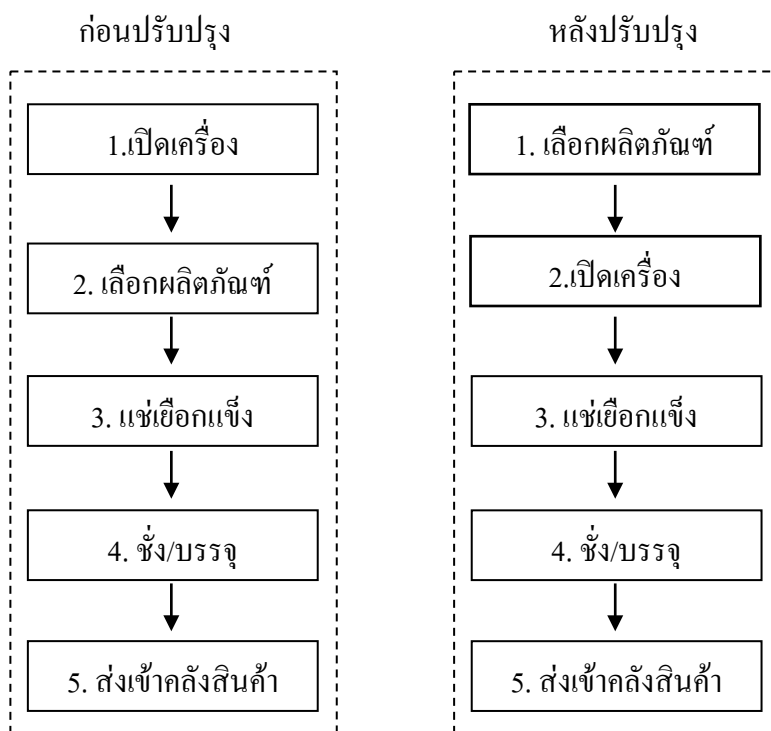 ก่อนปรับปรุง
1.เปิดเครื่อง
2. เลือกผลิตภัณฑ์
3. แช่เยือกแข็ง
4. ชั่ง/บรรจุ
5. ส่งเข้าคลังสินค้า
หลังปรับปรุง
1. เลือกผลิตภัณฑ์
2.เปิดเครื่อง
3. แช่เยือกแข็ง
4. ชั่ง/บรรจุ
5. ส่งเข้าคลังสินค้า